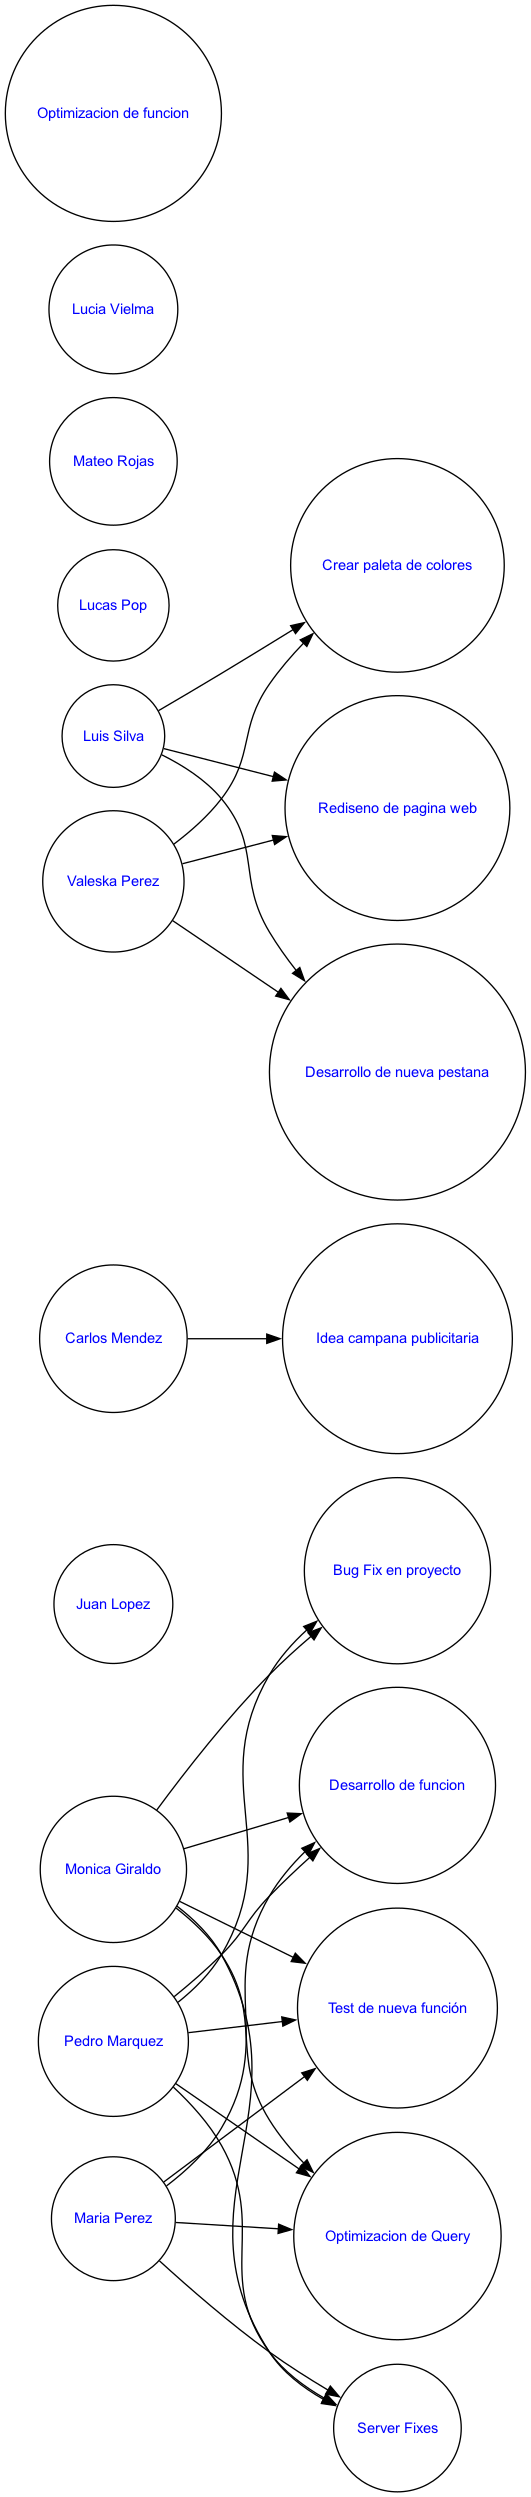 Optimizacion de funcion
Lucia Vielma
Mateo Rojas
Crear paleta de colores
Lucas Pop
Luis Silva
Rediseno de pagina web
Valeska Perez
Desarrollo de nueva pestana
Carlos Mendez
Idea campana publicitaria
Bug Fix en proyecto
Juan Lopez
Desarrollo de funcion
Monica Giraldo
Test de nueva función
Pedro Marquez
Maria Perez
Optimizacion de Query
Server Fixes